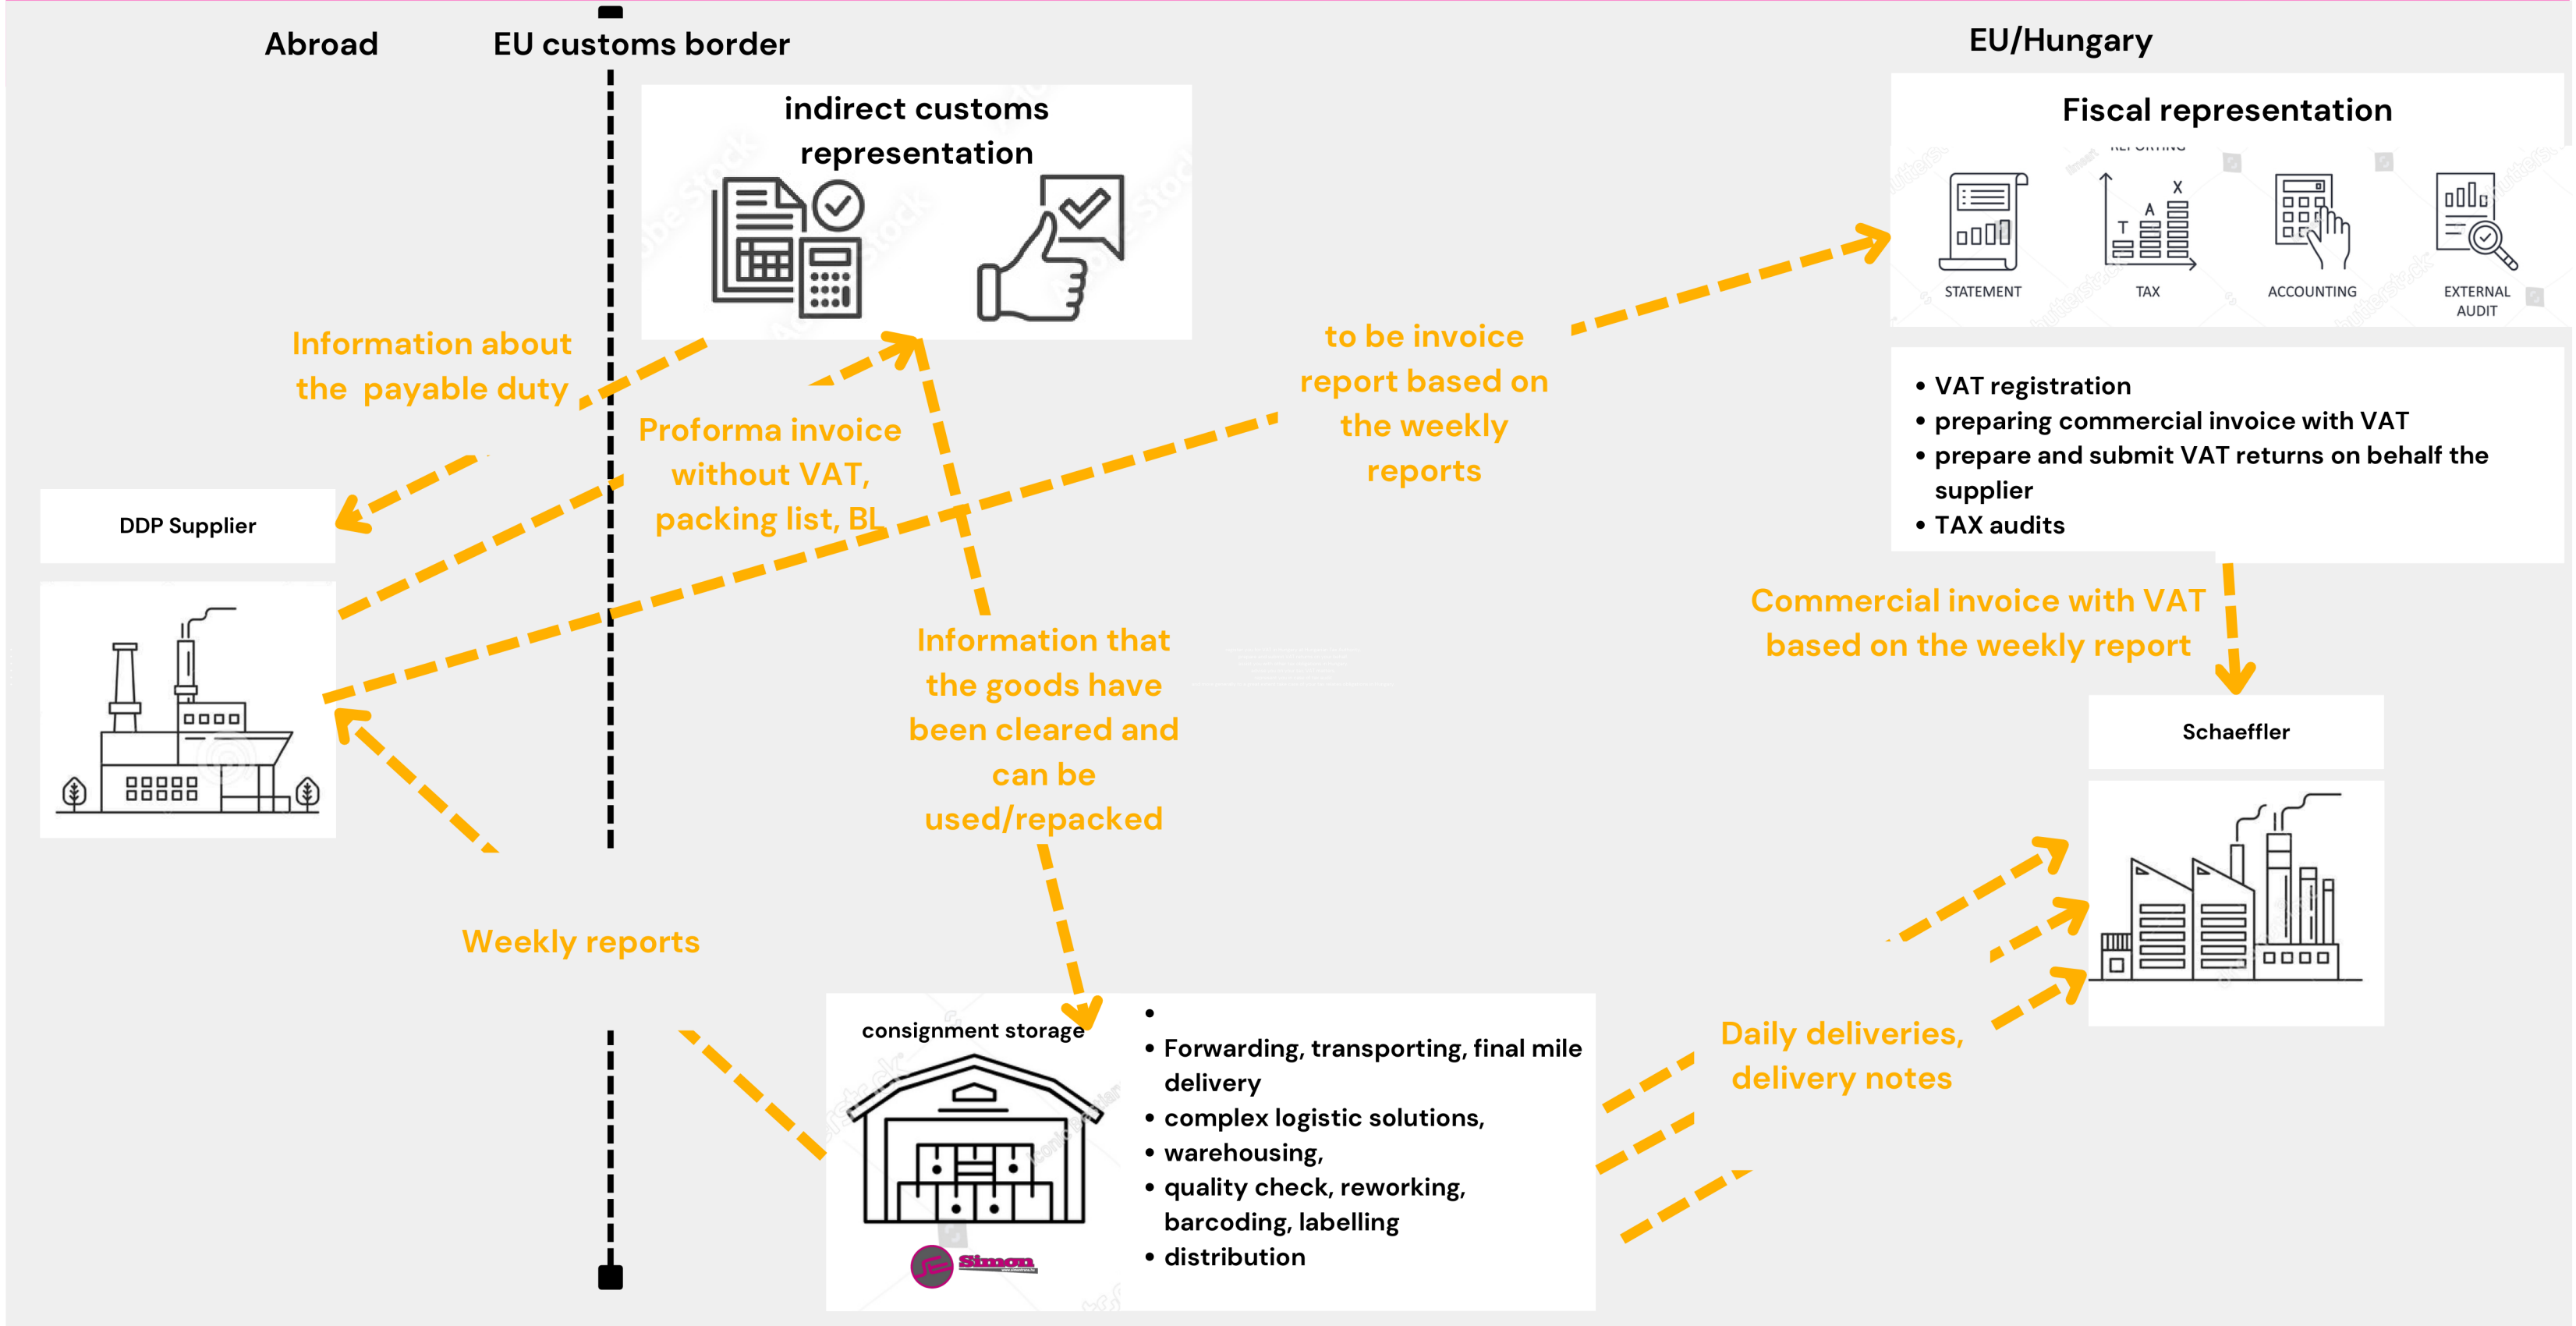 Abroad
EU customs border
EU/Hungary
indirect customs
representation
Fiscal representation
T
A
X
STATEMENT
TAX
ACCOUNTING
EXTERNAL
AUDIT
Information about
the payable duty
to be invoice
report based on
the weekly
reports
• VAT registration
• preparing commercial invoice with VAT
• prepare and submit VAT returns on behalf the
supplier
• TAX audits
Proforma invoice
without VAT,
packing list, BL
DDP Supplier
Commercial invoice with VAT
based on the weekly report
Information that
the goods have
been cleared and
can be
used/repacked
Schaeffler
Weekly reports
consignment storage
•
• Forwarding, transporting, final mile
delivery
• complex logistic solutions,
• warehousing,
• quality check, reworking,
barcoding, labelling
• distribution
Simon
Daily deliveries,
delivery notes